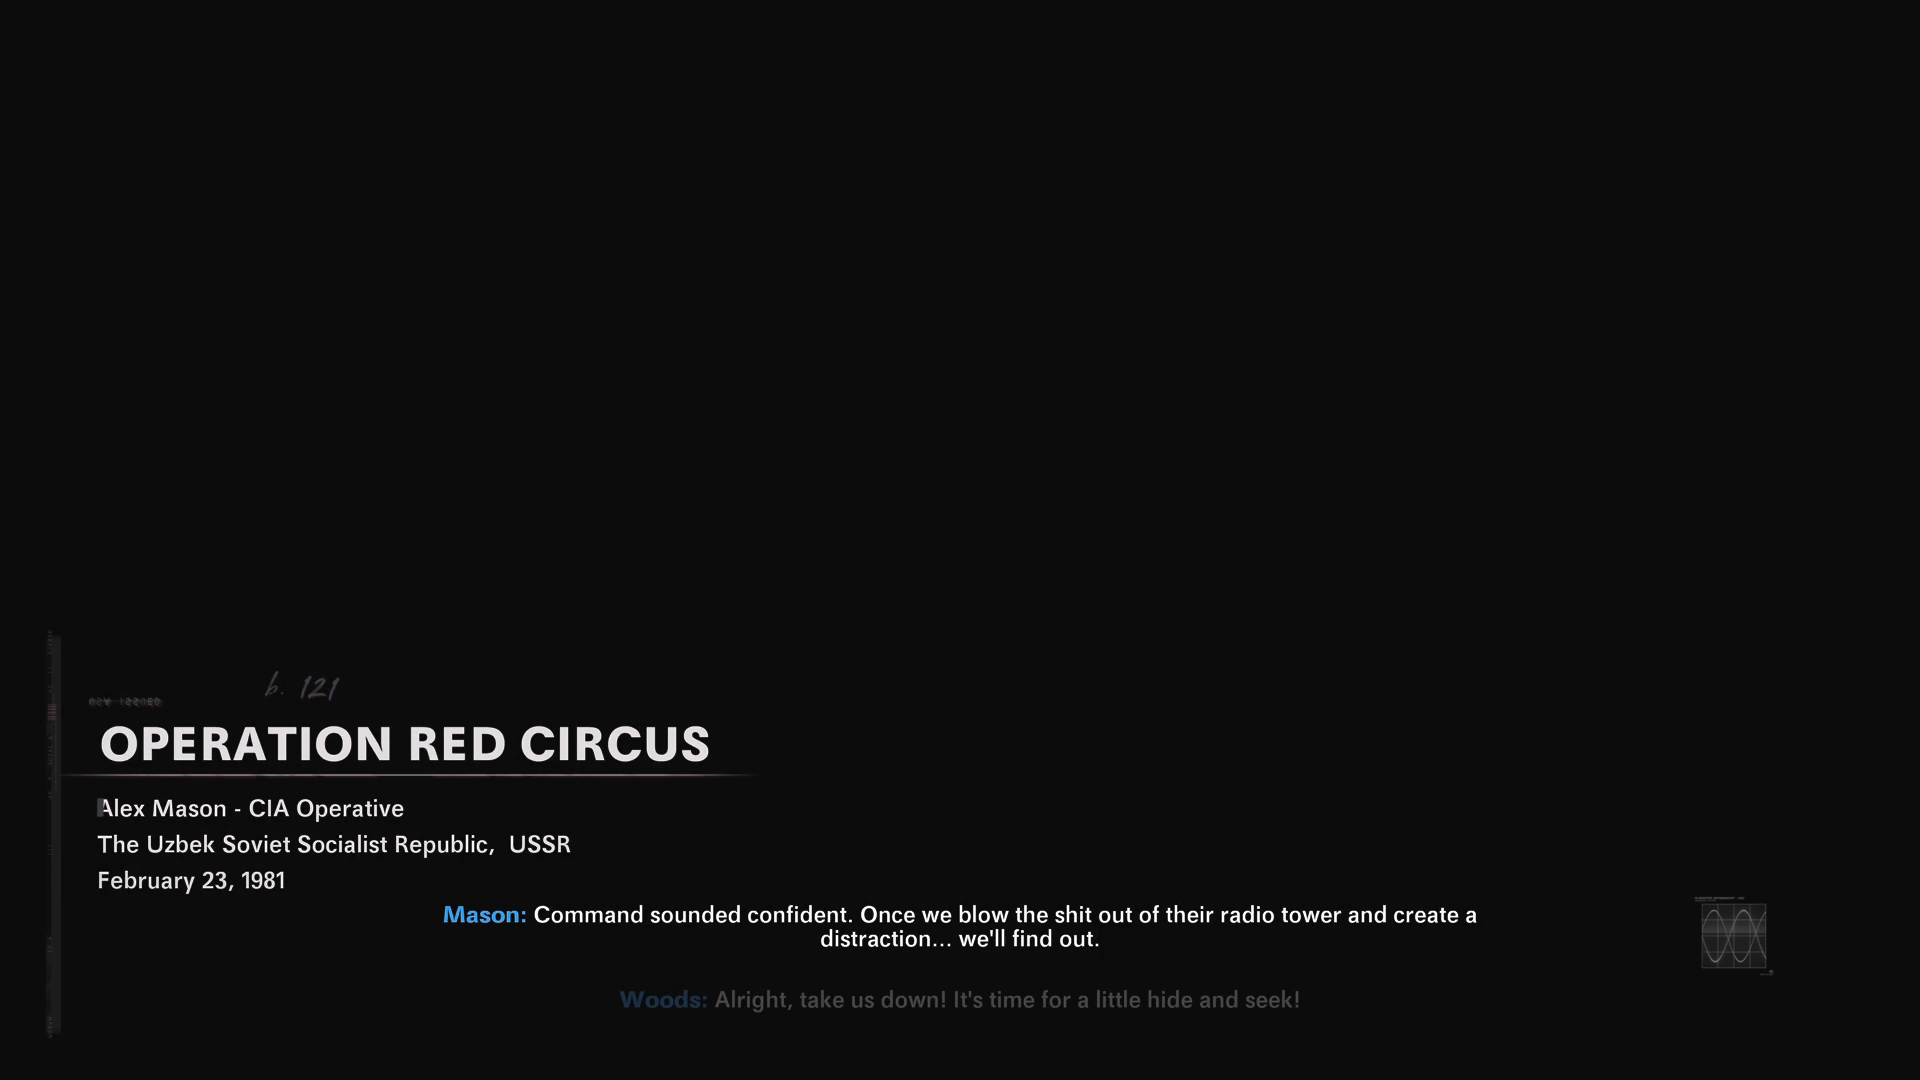 b. 121
OPERATION RED CIRCUS
Alex Mason - CIA Operative
The Uzbek Soviet Socialist Republic,  USSR
February 23, 1981
Mason: Command sounded confident. Once we blow the shit out of their radio tower and create a
distraction... we'll find out.
Woods: Alright, take us down! It's time for a little hide and seek!